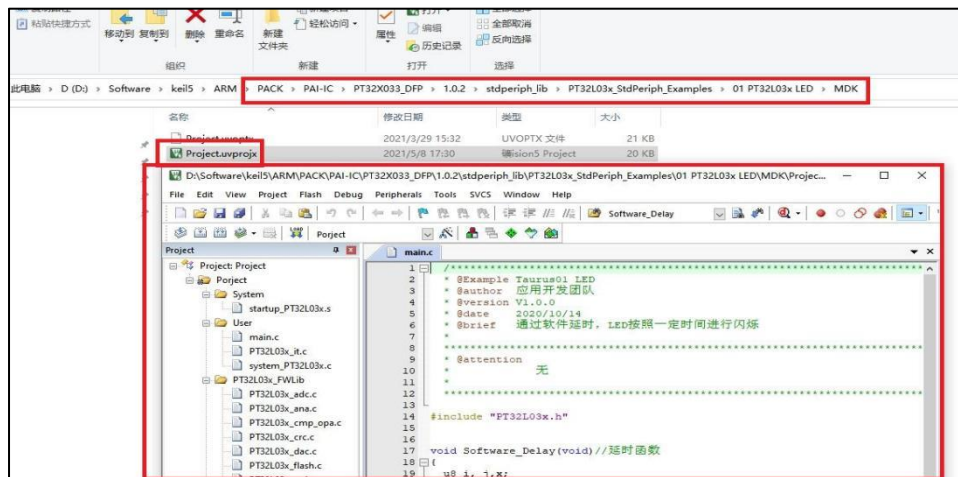 粘贴快捷方式
移动到 复制到 删除 重命名 新建
文件夹
轻松访问
属性
编辑
历史记录
全部取消
反向选择
组织 新建 打开 选择
此电脑 > D (D:) > Software > keil5 > ARM > PACK > PAI-IC > PT32X033_DFP > 1.0.2 > stdperiph_lib > PT32L03x_StdPeriph_Examples > 01 PT32L03x LED > MDK
名称 修改日期 类型 大小
Project.uvoptx 2021/3/29 15:32 UVOPTX 文件 21 KB
Project.uvprojx 2021/5/8 17:30 礦ision5 Project 20 KB
D:\Software\keil5\ARM\PACK\PAI-IC\PT32X033_DFP\1.0.2\stdperiph_lib\PT32L03x_StdPeriph_Examples\01 PT32L03x LED\MDK\Projec...
File Edit View Project Flash Debug Peripherals Tools SVCS Window Help
Software_Delay
Porject
Project
Project: Project
Porject
System
startup_PT32L03x.s
User
main.c
PT32L03x_it.c
system_PT32L03x.c
PT32L03x_FWLib
PT32L03x_adc.c
PT32L03x_ana.c
PT32L03x_cmp_opa.c
PT32L03x_crc.c
PT32L03x_dac.c
PT32L03x_flash.c
main.c
1 /******************************************************************
2 * @Example Taurus01 LED
3 * @author 应用开发团队
4 * @version V1.0.0
5 * @date 2020/10/14
6 * @brief 通过软件延时，LED按照一定时间进行闪烁
7 *
8 ******************************************************************
9 * @attention
10 * 无
11 *
12 ******************************************************************
13
14 #include "PT32L03x.h"
15
16
17 void Software_Delay(void)//延时函数
18 {
19 u8 i, j,x;